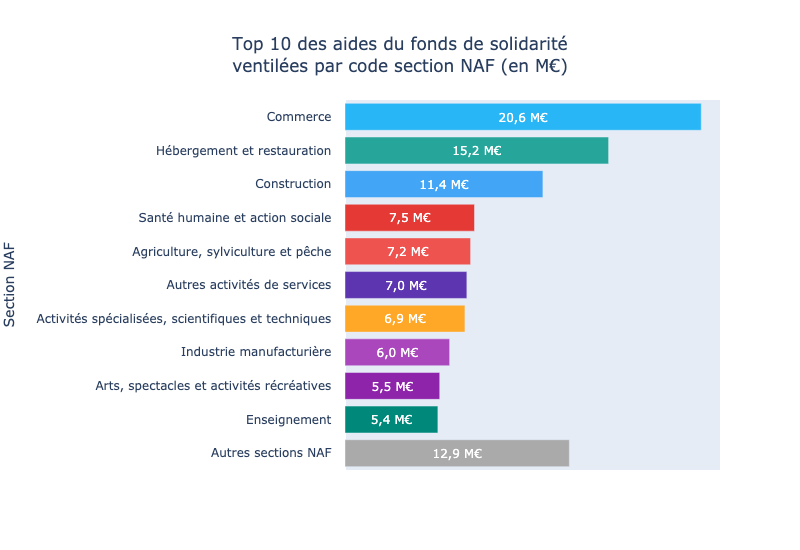 Top 10 des aides du fonds de solidarité
ventilées par code section NAF (en M€)
Section NAF
Commerce 20,6 M€
Hébergement et restauration 15,2 M€
Construction 11,4 M€
Santé humaine et action sociale 7,5 M€
Agriculture, sylviculture et pêche 7,2 M€
Autres activités de services 7,0 M€
Activités spécialisées, scientifiques et techniques 6,9 M€
Industrie manufacturière 6,0 M€
Arts, spectacles et activités récréatives 5,5 M€
Enseignement 5,4 M€
Autres sections NAF 12,9 M€